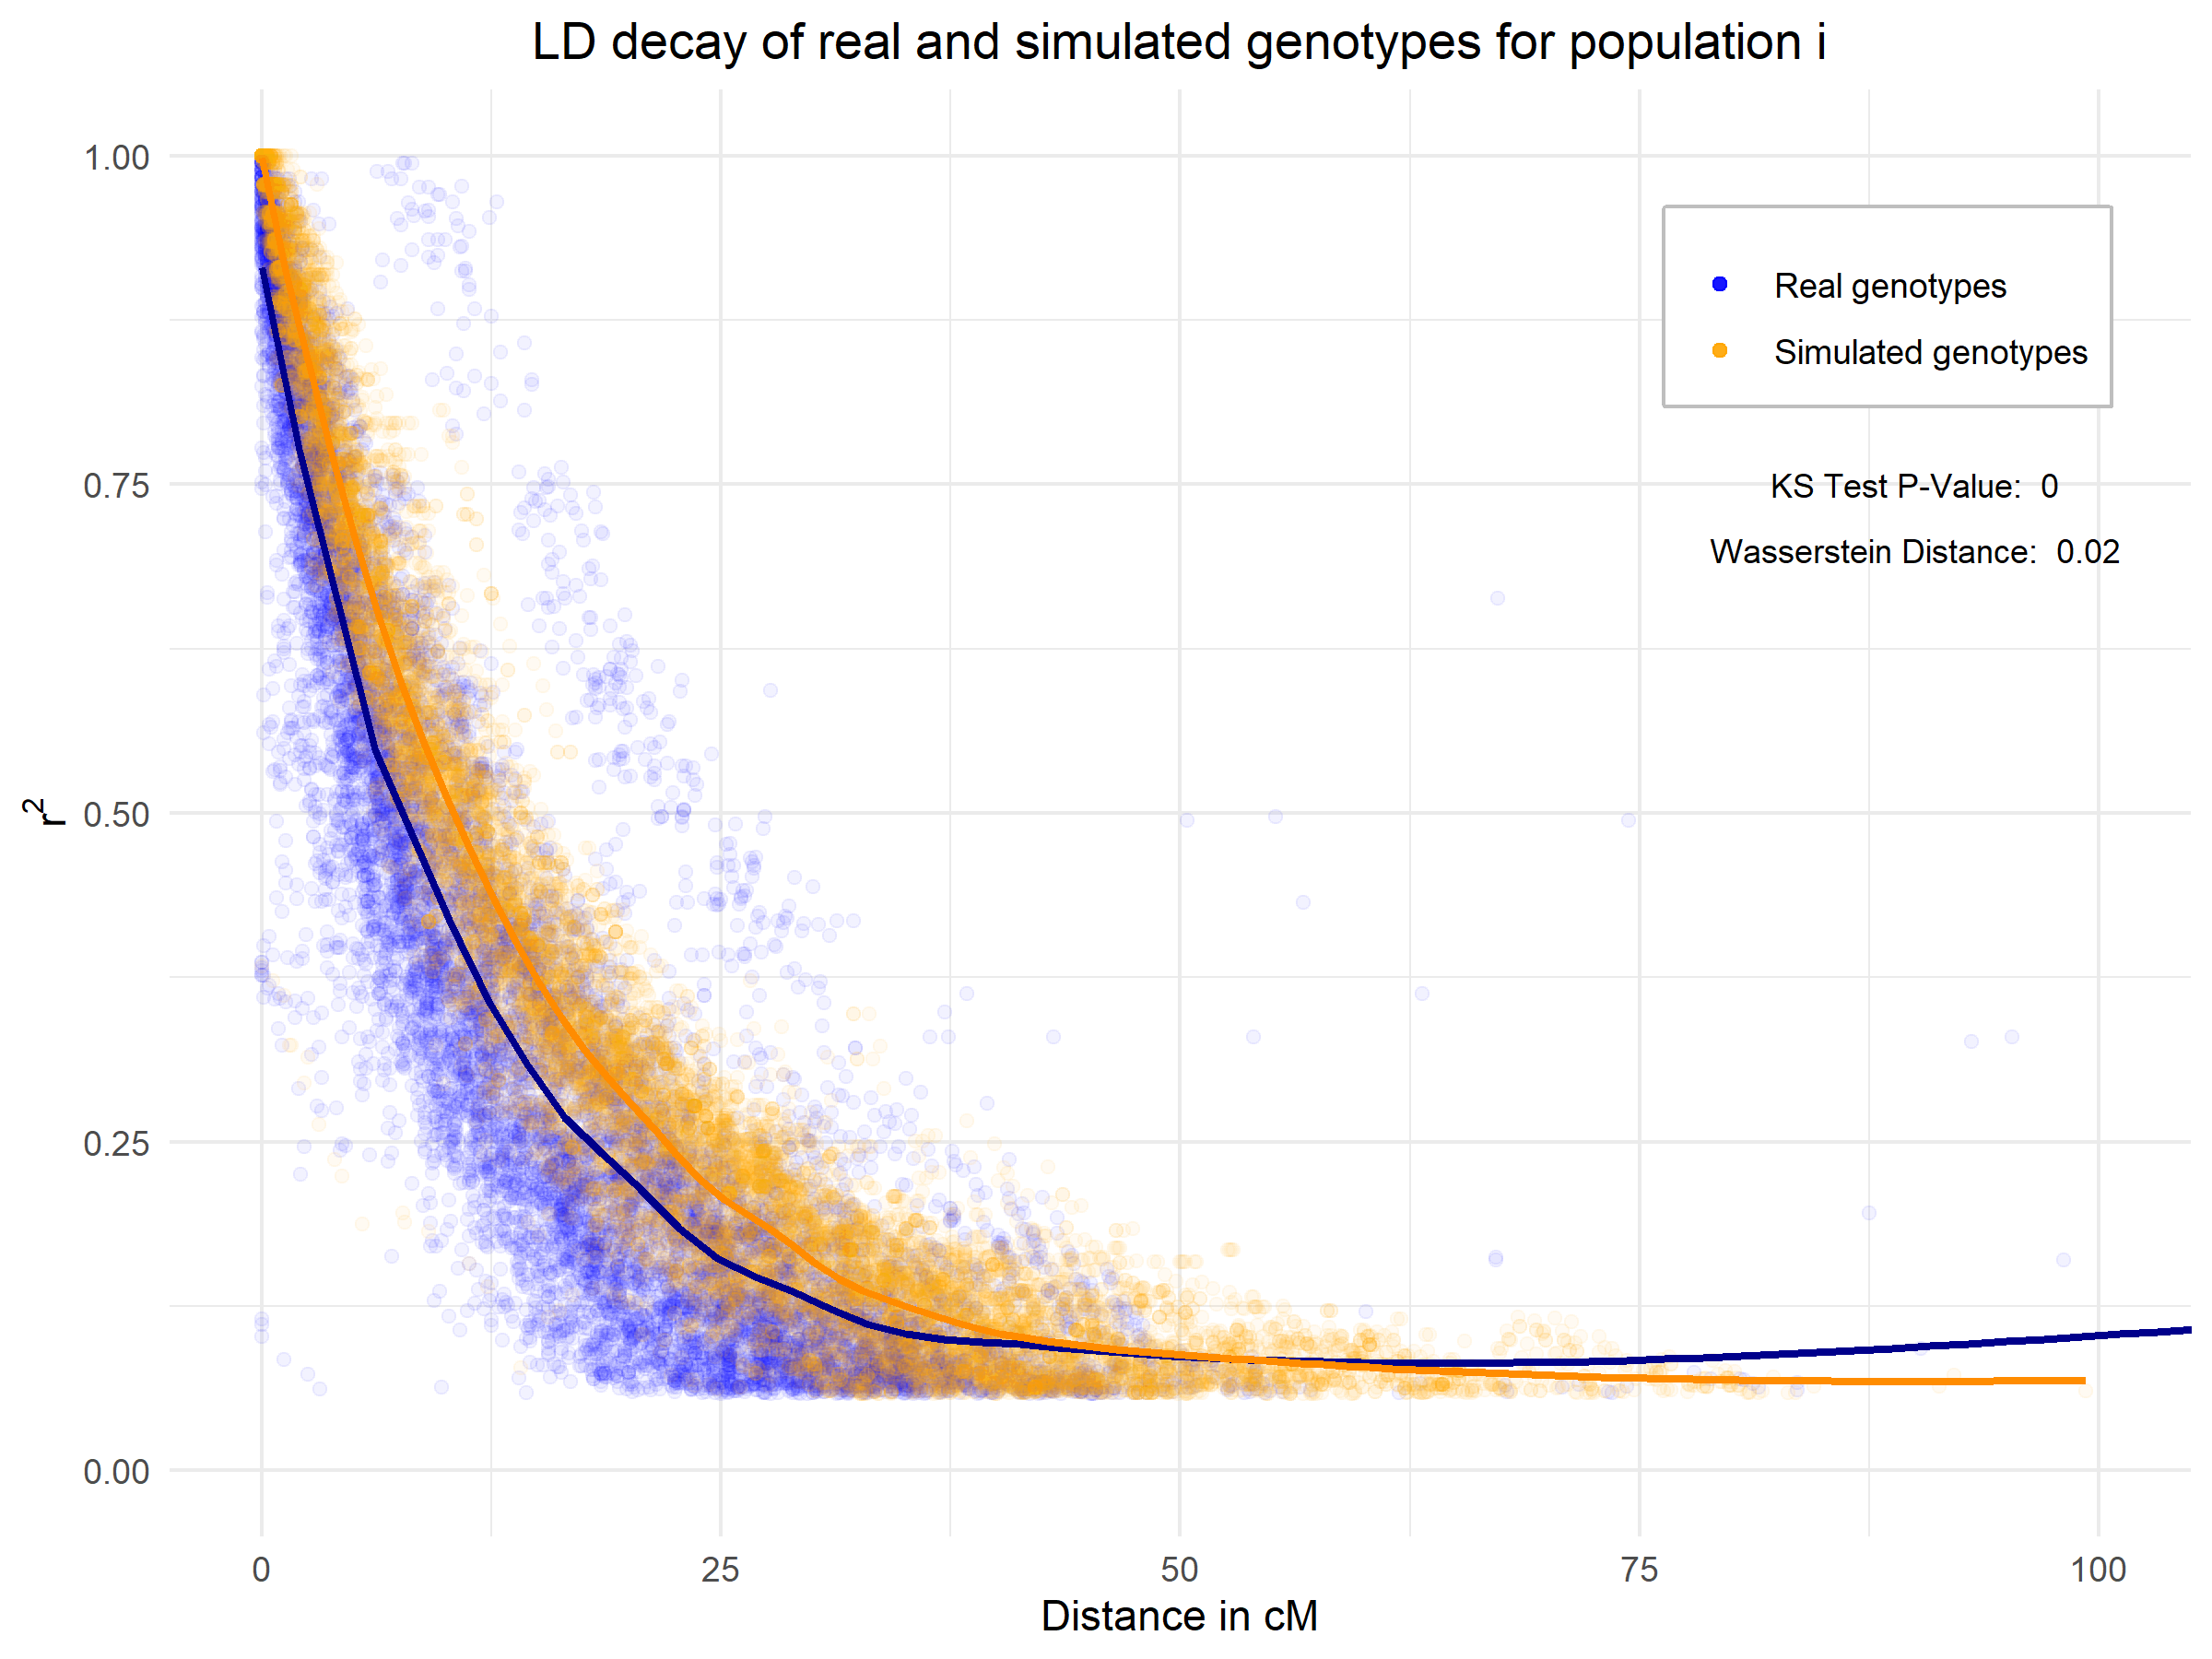 LD decay of real and simulated genotypes for population i
1.00
0.75
0.50
0.25
0.00
r²
Real genotypes
Simulated genotypes
KS Test P-Value: 0
Wasserstein Distance: 0.02
0 25 50 75 100
Distance in cM